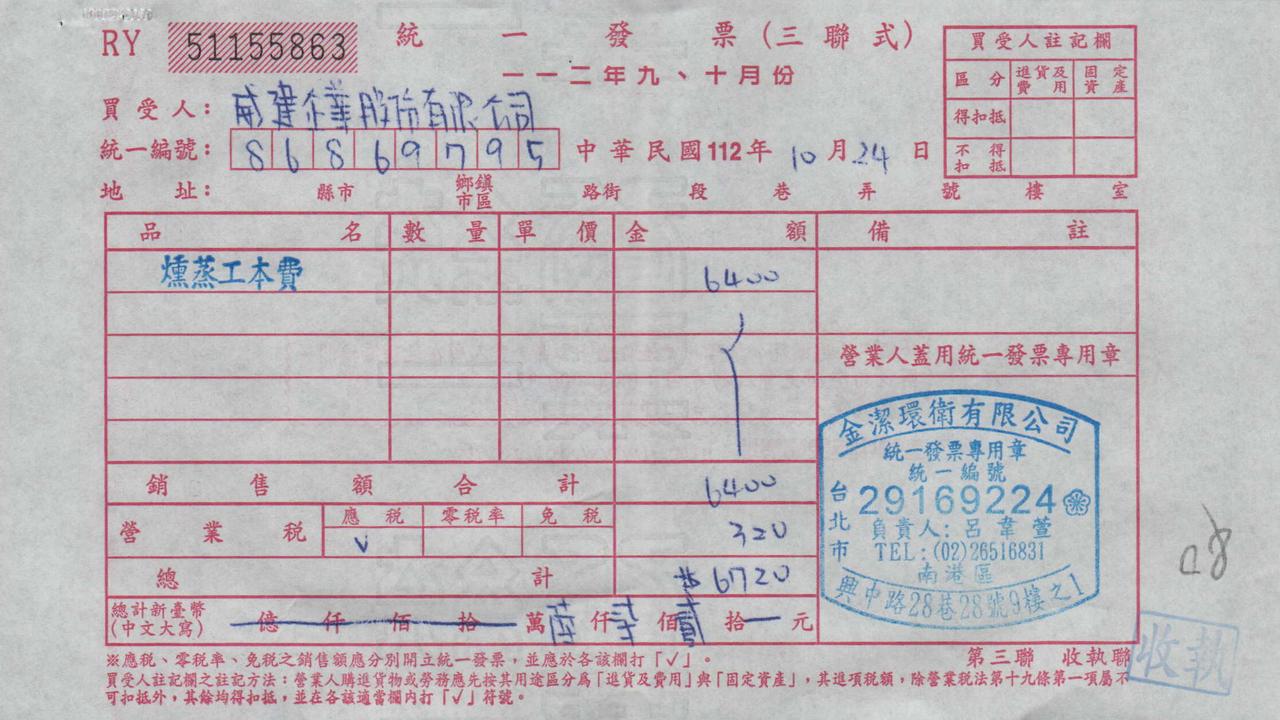 RY 51155863 統一發票(三聯式)
一一二年九、十月份
買受人註記欄
區分 進貨及費用 固定資產
得扣抵
不得扣抵
買受人: 威建企業股份有限公司
統一編號: 86869795 中華民國112年10月24日
地址: 縣市 鄉鎮市區 路街 段 巷 弄 號 樓 室
品名 數量 單價 金額 備註
燻蒸工本費 6400
營業人蓋用統一發票專用章
金潔環衛有限公司
統一發票專用章
統一編號
29169224
負責人:呂韋萱
TEL:(02)26516831
台北市南港區
興中路28巷28號9樓之1
銷售額合計 6400
營業稅 應稅 零稅率 免稅 320
v
總計 $6720
總計新臺幣(中文大寫) 億 仟 佰 拾 萬 陸 仟 柒 佰 貳 拾 元
08
第三聯 收執聯
收執
※應稅、零稅率、免稅之銷售額應分別開立統一發票,並應於各該欄打「✓」。
買受人註記欄之註記方法:營業人購進貨物或勞務應先按其用途區分為「進貨及費用」與「固定資產」,其進項稅額,除營業稅法第十九條第一項屬不
可扣抵外,其餘均得扣抵,並在各該適當欄內打「✓」符號。